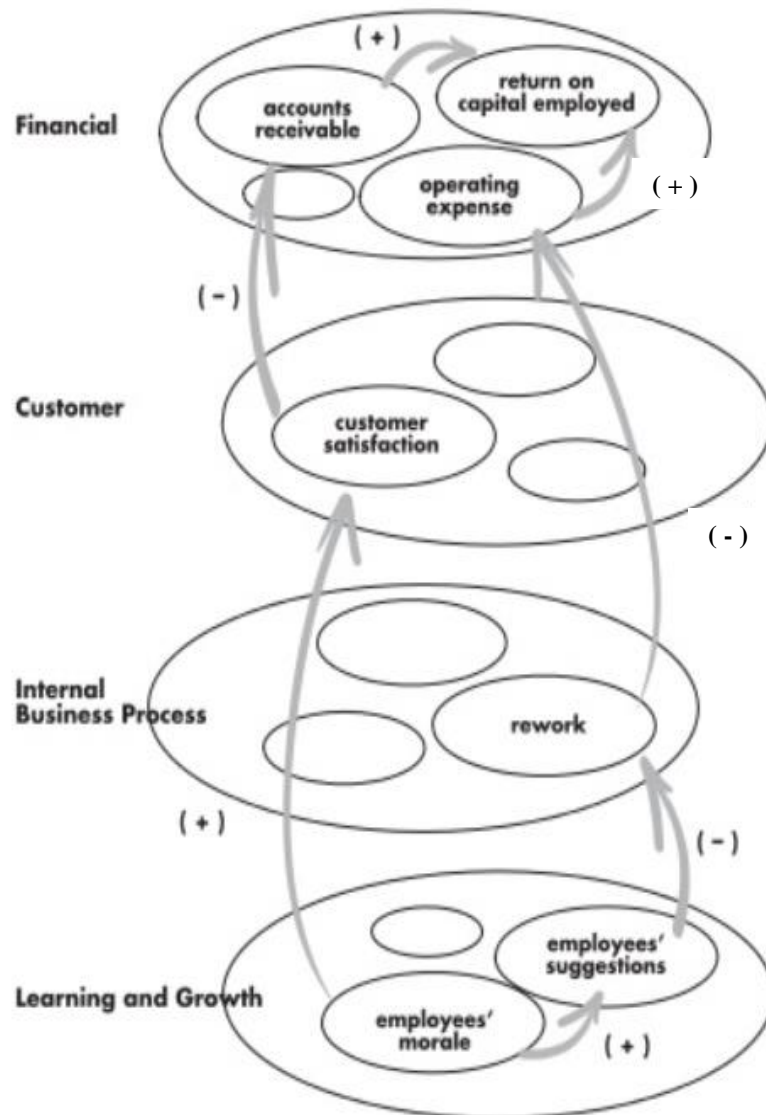 ( + )
return on
capital employed
accounts
receivable
Financial
operating
expense
( + )
( - )
Customer
customer
satisfaction
( - )
Internal
Business Process
rework
( + )
( - )
employees'
suggestions
Learning and Growth
employees'
morale
( + )